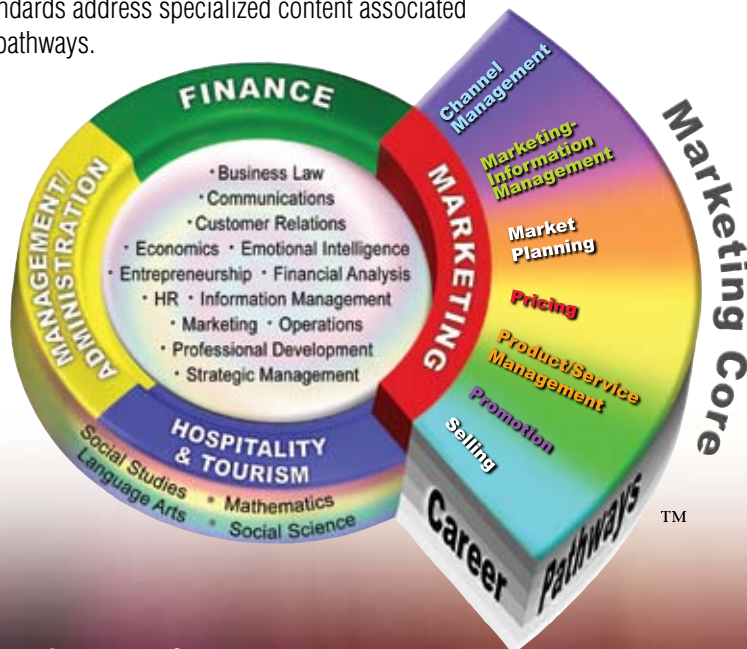 ndards address specialized content associated
pathways.
FINANCE
MANAGEMENT/
ADMINISTRATION
MARKETING
HOSPITALITY
& TOURISM
· Business Law
· Communications
· Customer Relations
· Economics · Emotional Intelligence
· Entrepreneurship · Financial Analysis
· HR · Information Management
· Marketing · Operations
· Professional Development
· Strategic Management
Social Studies • Mathematics
Language Arts • Social Science
Channel
Management
Marketing-
Information
Management
Market
Planning
Pricing
Product/Service
Management
Promotion
Selling
Career Pathways
TM
Marketing Core